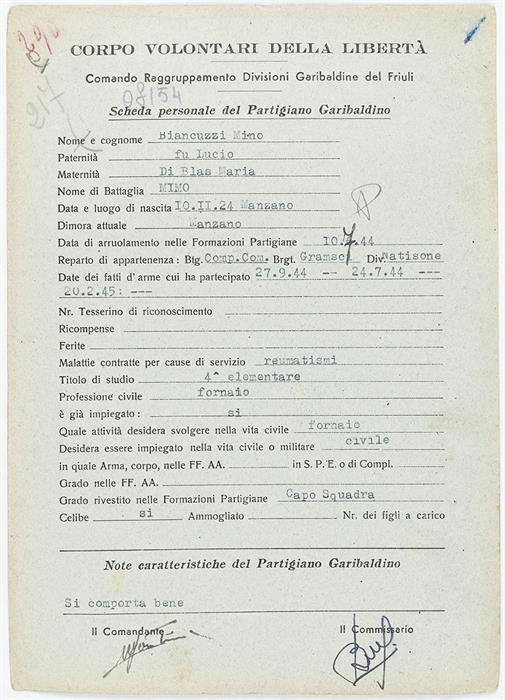 290
217
08154
CORPO VOLONTARI DELLA LIBERTÀ
Comando Raggruppamento Divisioni Garibaldine del Friuli
Scheda personale del Partigiano Garibaldino
Nome e cognome Biancuzzi Mino
Paternità fu Lucio
Maternità Di Blas Maria
Nome di Battaglia MIMO
Data e luogo di nascita IO.II.24 Manzano
Dimora attuale Manzano
Data di arruolamento nelle Formazioni Partigiane IO.7.44
Reparto di appartenenza: Btg. Comp.Com. Brgt. Gramsci Div. Natisone
Date dei fatti d'arme cui ha partecipato 27.9.44 -- 24.7.44 ---
20.2.45: ---
Nr. Tesserino di riconoscimento
Ricompense
Ferite
Malattie contratte per cause di servizio reumatismi
Titolo di studio 4^ elementare
Professione civile fornaio
è già impiegato: si
Quale attività desidera svolgere nella vita civile fornaio
Desidera essere impiegato nella vita civile o militare civile
in quale Arma, corpo, nelle FF. AA. in S. P. E. o di Compl.
Grado nelle FF. AA.
Grado rivestito nelle Formazioni Partigiane Capo Squadra
Celibe si Ammogliato Nr. dei figli a carico
Note caratteristiche del Partigiano Garibaldino
Si comporta bene
Il Comandante Il Commissario